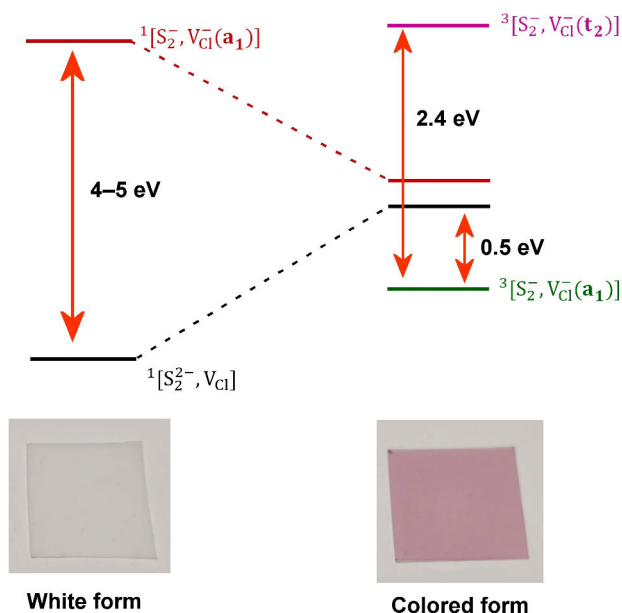 ¹[S₂⁻, V_Cl⁻(a₁)]
³[S₂⁻, V_Cl⁻(t₂)]
2.4 eV
4–5 eV
0.5 eV
³[S₂⁻, V_Cl⁻(a₁)]
¹[S₂²⁻, V_Cl]
White form
Colored form